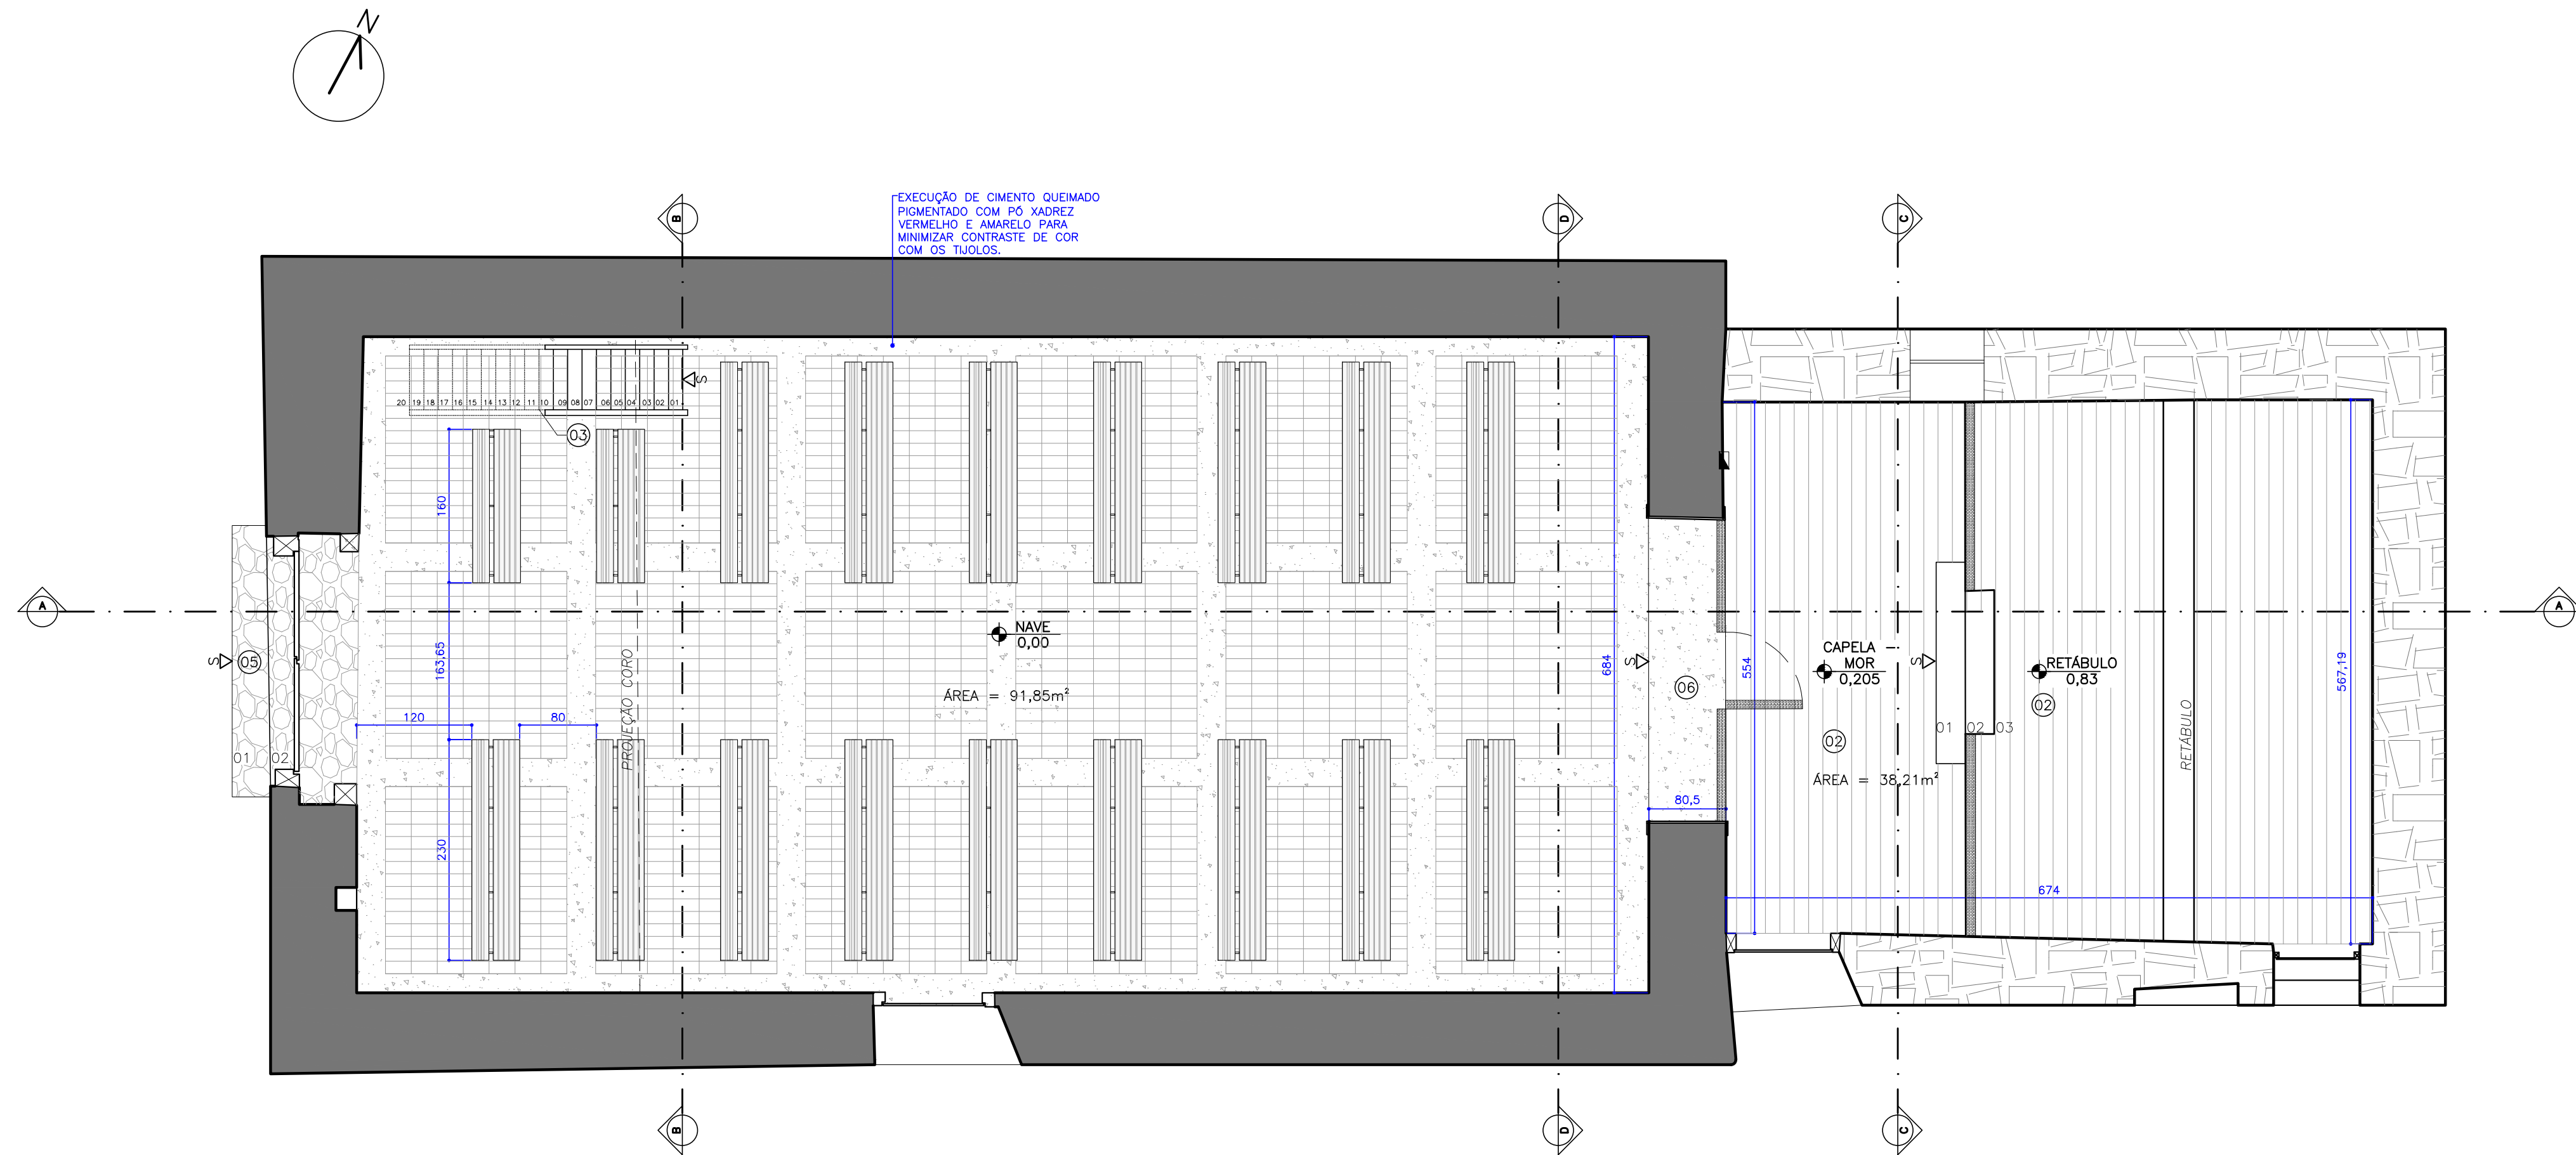 N
B
D
C
EXECUÇÃO DE CIMENTO QUEIMADO
PIGMENTADO COM PÓ XADREZ
VERMELHO E AMARELO PARA
MINIMIZAR CONTRASTE DE COR
COM OS TIJOLOS.
S
20 19 18 17 16 15 14 13 12 11 10 09 08 07 06 05 04 03 02 01
03
160
A
A
NAVE
0,00
163,65
PROJEÇÃO CORO
684
S
554
CAPELA -
MOR
0,205
S
RETÁBULO
0,83
567,19
S
05
ÁREA = 91,85m²
06
02
120
80
01 02 03
RETÁBULO
02
01 02
ÁREA = 38,21m²
80,5
230
674
B
D
C